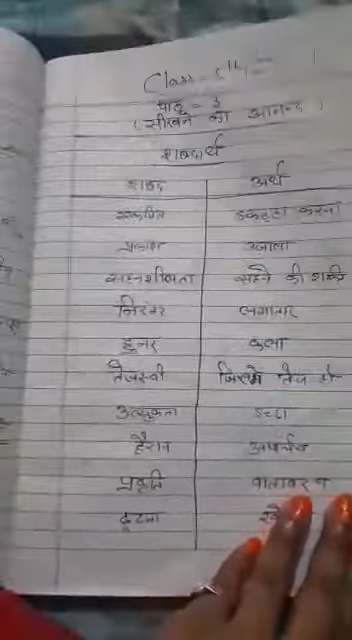 Class - 4th
पाठ = 3
(सीखने का आनन्द)
शब्दार्थ
शब्द अर्थ
एकत्रित इकट्ठा करना
प्रकाश उजाला
सहनशीलता सहने की शक्ति
निरंतर लगातार
हुनर कला
तेजस्वी जिसमे तेज हो
उत्सुकता इच्छा
हैरान आश्चर्य
प्रकृति वातावरण